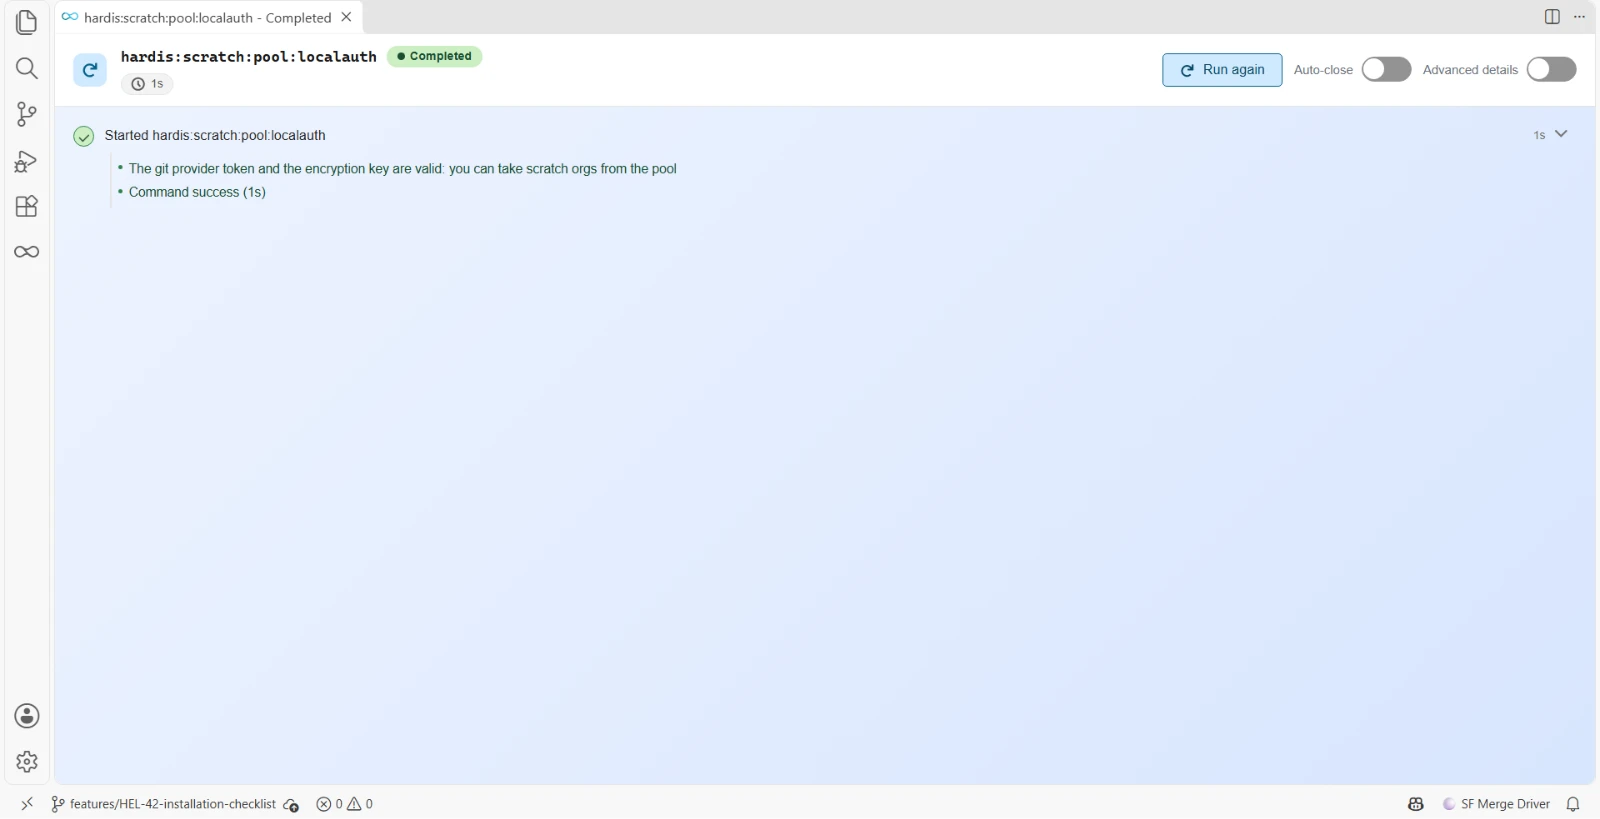 hardis:scratch:pool:localauth - Completed
hardis:scratch:pool:localauth
Completed
1s
Run again
Auto-close
Advanced details
Started hardis:scratch:pool:localauth
1s
• The git provider token and the encryption key are valid: you can take scratch orgs from the pool
• Command success (1s)
features/HEL-42-installation-checklist
0
0
SF Merge Driver